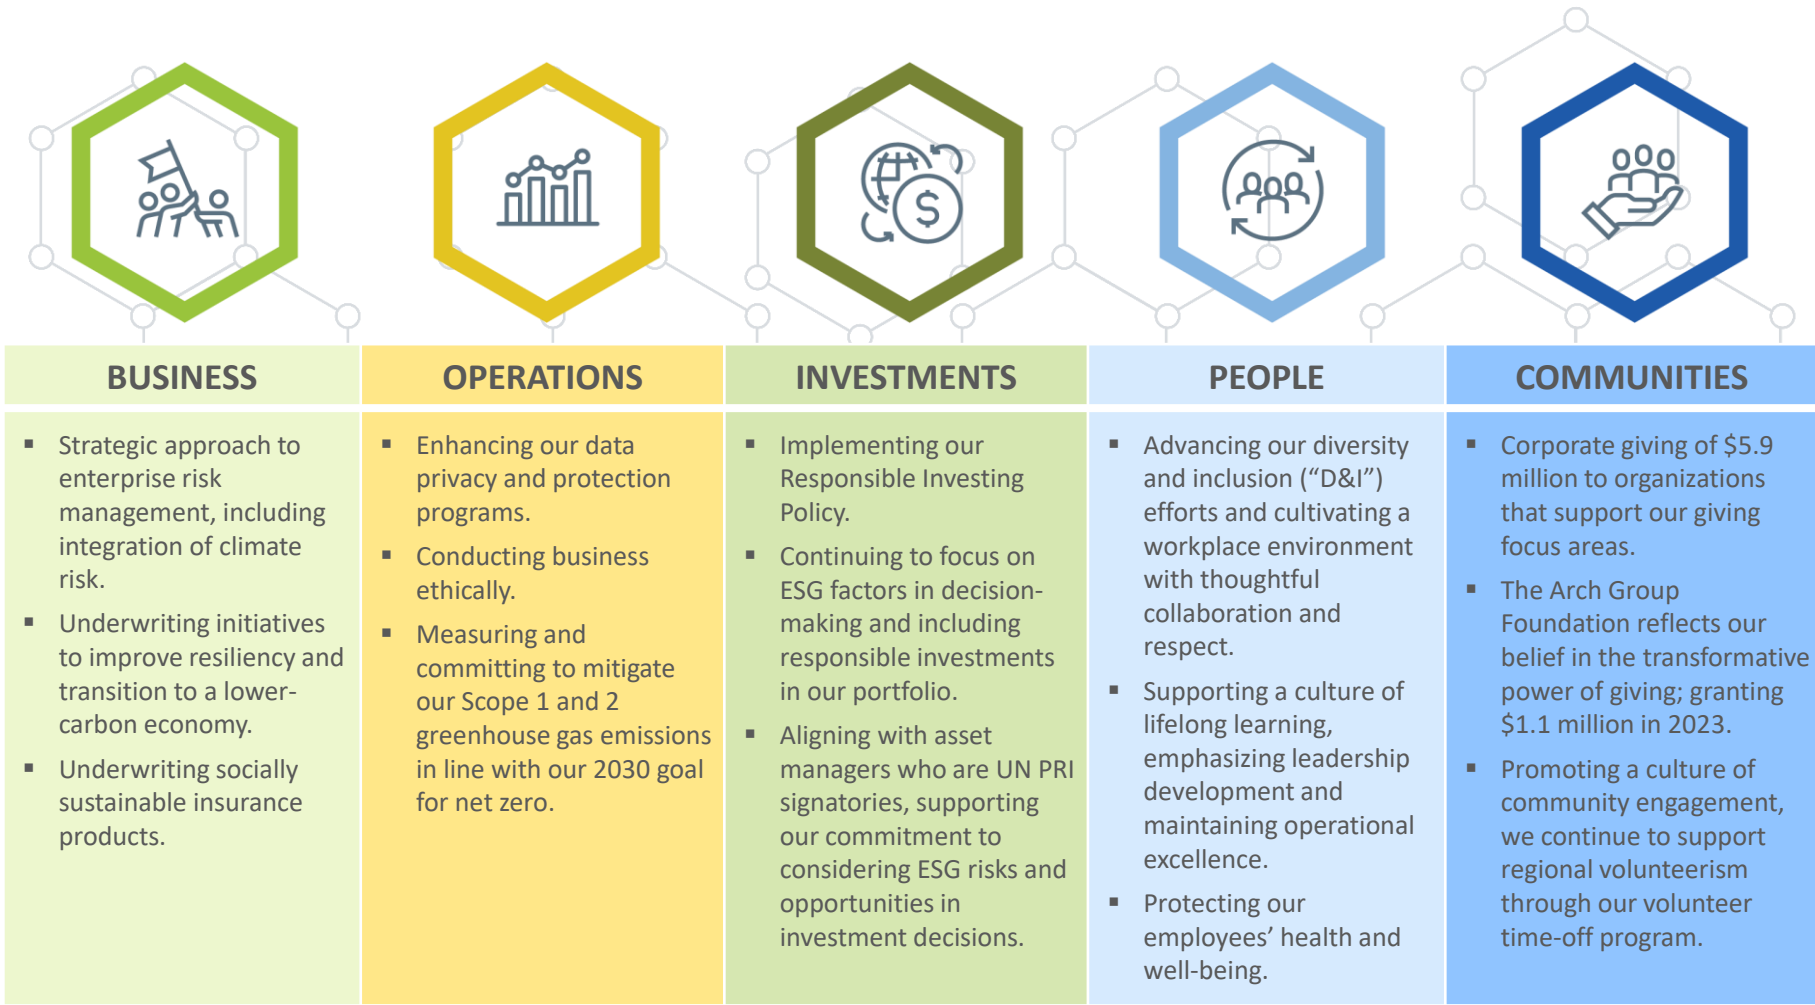 BUSINESS
OPERATIONS
INVESTMENTS
PEOPLE
COMMUNITIES
▪ Strategic approach to
enterprise risk
management, including
integration of climate
risk.
▪ Underwriting initiatives
to improve resiliency and
transition to a lower-
carbon economy.
▪ Underwriting socially
sustainable insurance
products.
▪ Enhancing our data
privacy and protection
programs.
▪ Conducting business
ethically.
▪ Measuring and
committing to mitigate
our Scope 1 and 2
greenhouse gas emissions
in line with our 2030 goal
for net zero.
▪ Implementing our
Responsible Investing
Policy.
▪ Continuing to focus on
ESG factors in decision-
making and including
responsible investments
in our portfolio.
▪ Aligning with asset
managers who are UN PRI
signatories, supporting
our commitment to
considering ESG risks and
opportunities in
investment decisions.
▪ Advancing our diversity
and inclusion (“D&I”)
efforts and cultivating a
workplace environment
with thoughtful
collaboration and
respect.
▪ Supporting a culture of
lifelong learning,
emphasizing leadership
development and
maintaining operational
excellence.
▪ Protecting our
employees’ health and
well-being.
▪ Corporate giving of $5.9
million to organizations
that support our giving
focus areas.
▪ The Arch Group
Foundation reflects our
belief in the transformative
power of giving; granting
$1.1 million in 2023.
▪ Promoting a culture of
community engagement,
we continue to support
regional volunteerism
through our volunteer
time-off program.